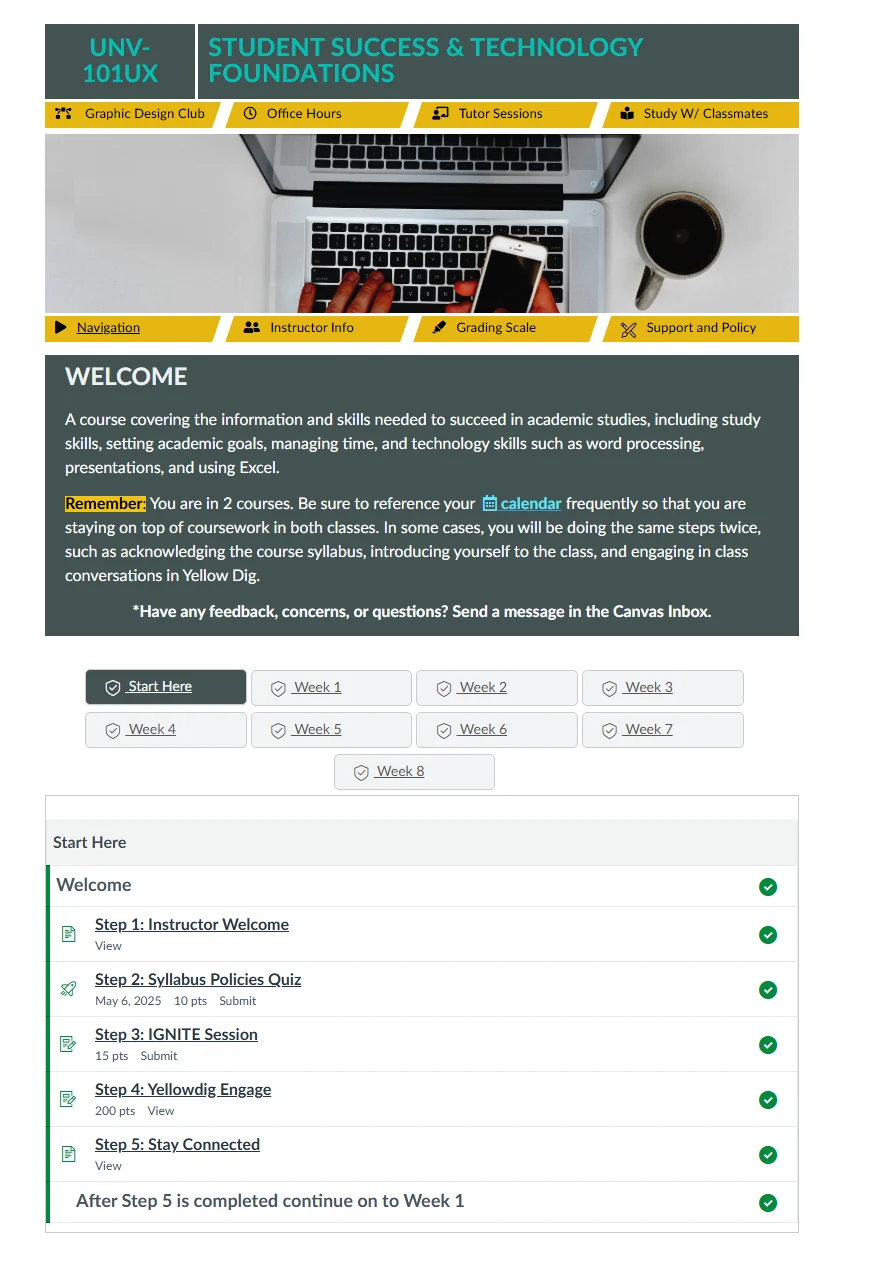 UNV-
101UX
STUDENT SUCCESS & TECHNOLOGY
FOUNDATIONS
Graphic Design Club
Office Hours
Tutor Sessions
Study W/ Classmates
Navigation
Instructor Info
Grading Scale
Support and Policy
WELCOME
A course covering the information and skills needed to succeed in academic studies, including study
skills, setting academic goals, managing time, and technology skills such as word processing,
presentations, and using Excel.
Remember: You are in 2 courses. Be sure to reference your calendar frequently so that you are
staying on top of coursework in both classes. In some cases, you will be doing the same steps twice,
such as acknowledging the course syllabus, introducing yourself to the class, and engaging in class
conversations in Yellow Dig.
*Have any feedback, concerns, or questions? Send a message in the Canvas Inbox.
Start Here
Week 1
Week 2
Week 3
Week 4
Week 5
Week 6
Week 7
Week 8
Start Here
Welcome
Step 1: Instructor Welcome
View
Step 2: Syllabus Policies Quiz
May 6, 2025 10 pts Submit
Step 3: IGNITE Session
15 pts Submit
Step 4: Yellowdig Engage
200 pts View
Step 5: Stay Connected
View
After Step 5 is completed continue on to Week 1